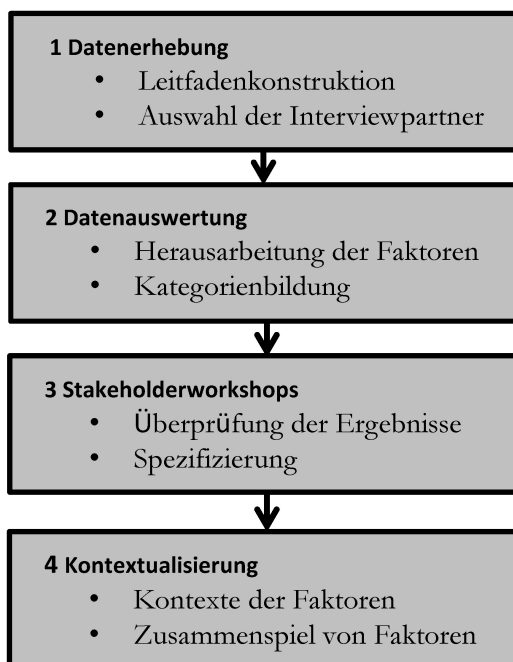 1 Datenerhebung
• Leitfadenkonstruktion
• Auswahl der Interviewpartner
2 Datenauswertung
• Herausarbeitung der Faktoren
• Kategorienbildung
3 Stakeholderworkshops
• Überprüfung der Ergebnisse
• Spezifizierung
4 Kontextualisierung
• Kontexte der Faktoren
• Zusammenspiel von Faktoren